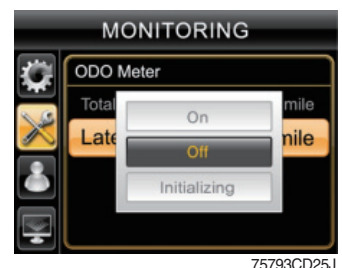 MONITORING
ODO Meter
Total
mile
On
Late
mile
Off
Initializing
75793CD25J